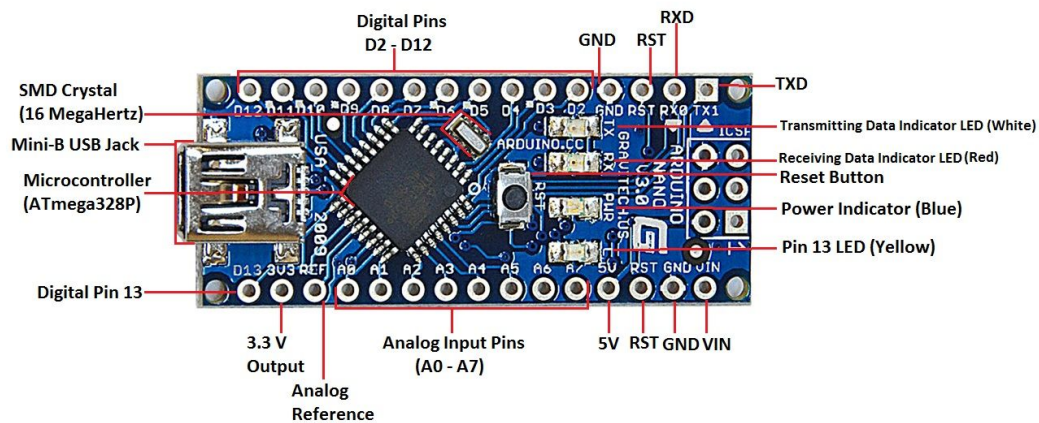 Digital Pins
D2 - D12
GND
RST
RXD
TXD
SMD Crystal
(16 MegaHertz)
Mini-B USB Jack
Microcontroller
(ATmega328P)
Transmitting Data Indicator LED (White)
Receiving Data Indicator LED (Red)
Reset Button
Power Indicator (Blue)
Pin 13 LED (Yellow)
D12 D11 D10 D9 D8 D7 D6 D5 D4 D3 D2 GND RST RX0 TX1
ICSP
TX
RX
RST
PWR
L
ARDUINO.CC
GRAVITECH.US
ARDUINO
NANO
V3.0
USA
2009
G
1
D13 3V3 REF A0 A1 A2 A3 A4 A5 A6 A7 5V RST GND VIN
Digital Pin 13
3.3 V
Output
Analog
Reference
Analog Input Pins
(A0 - A7)
5V
RST
GND
VIN